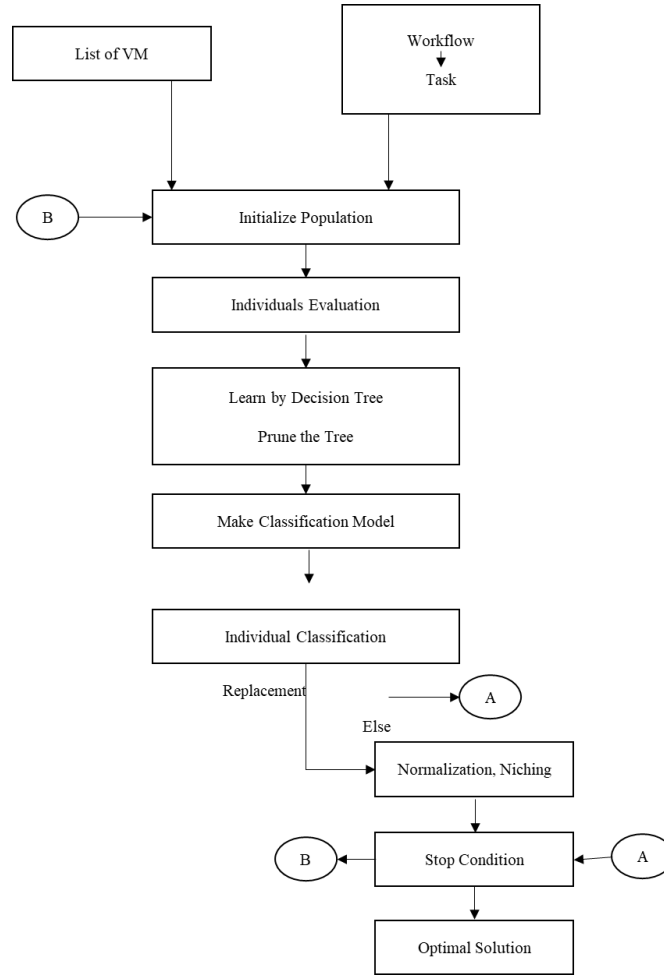 List of VM
Workflow
Task
B
Initialize Population
Individuals Evaluation
Learn by Decision Tree
Prune the Tree
Make Classification Model
Individual Classification
Replacement
A
Else
Normalization, Niching
B
Stop Condition
A
Optimal Solution